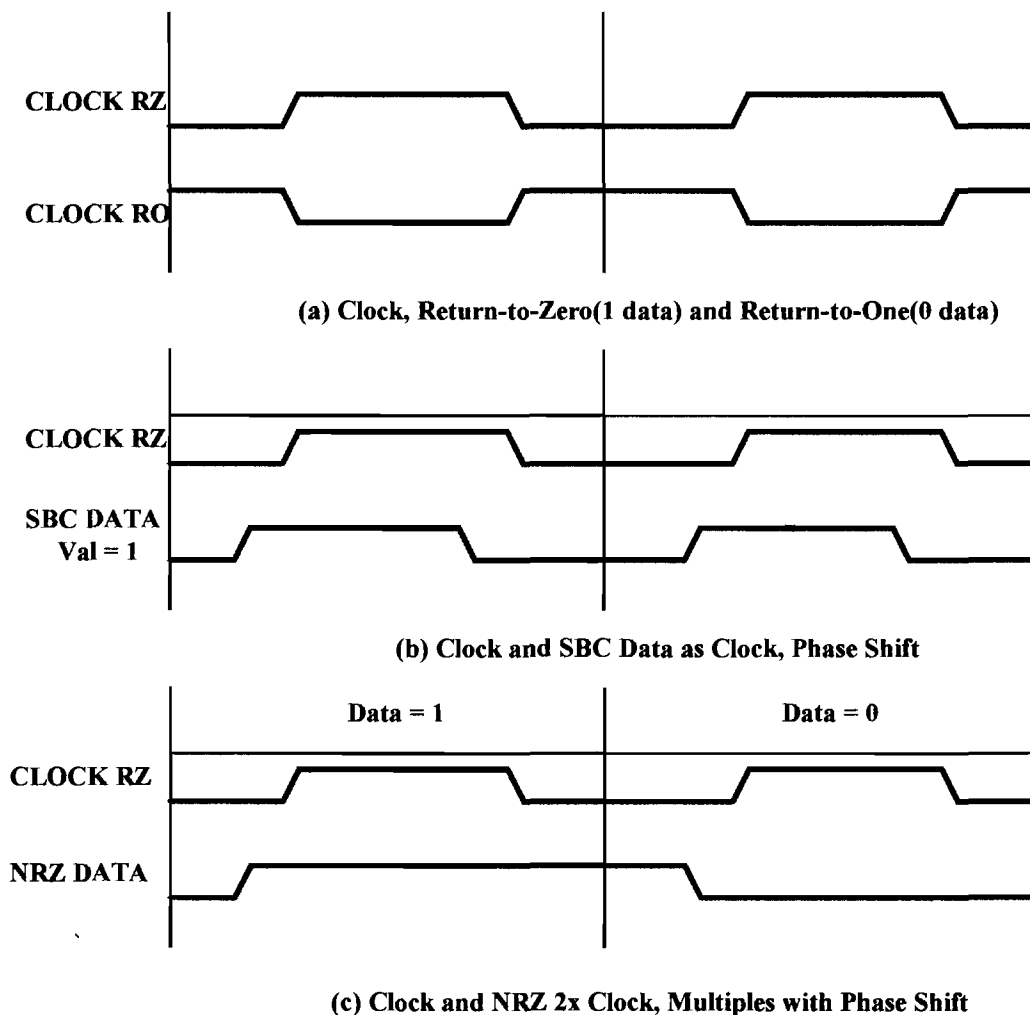 CLOCK RZ
CLOCK RO
(a) Clock, Return-to-Zero(1 data) and Return-to-One(0 data)
CLOCK RZ
SBC DATA
Val = 1
(b) Clock and SBC Data as Clock, Phase Shift
Data = 1
Data = 0
CLOCK RZ
NRZ DATA
(c) Clock and NRZ 2x Clock, Multiples with Phase Shift